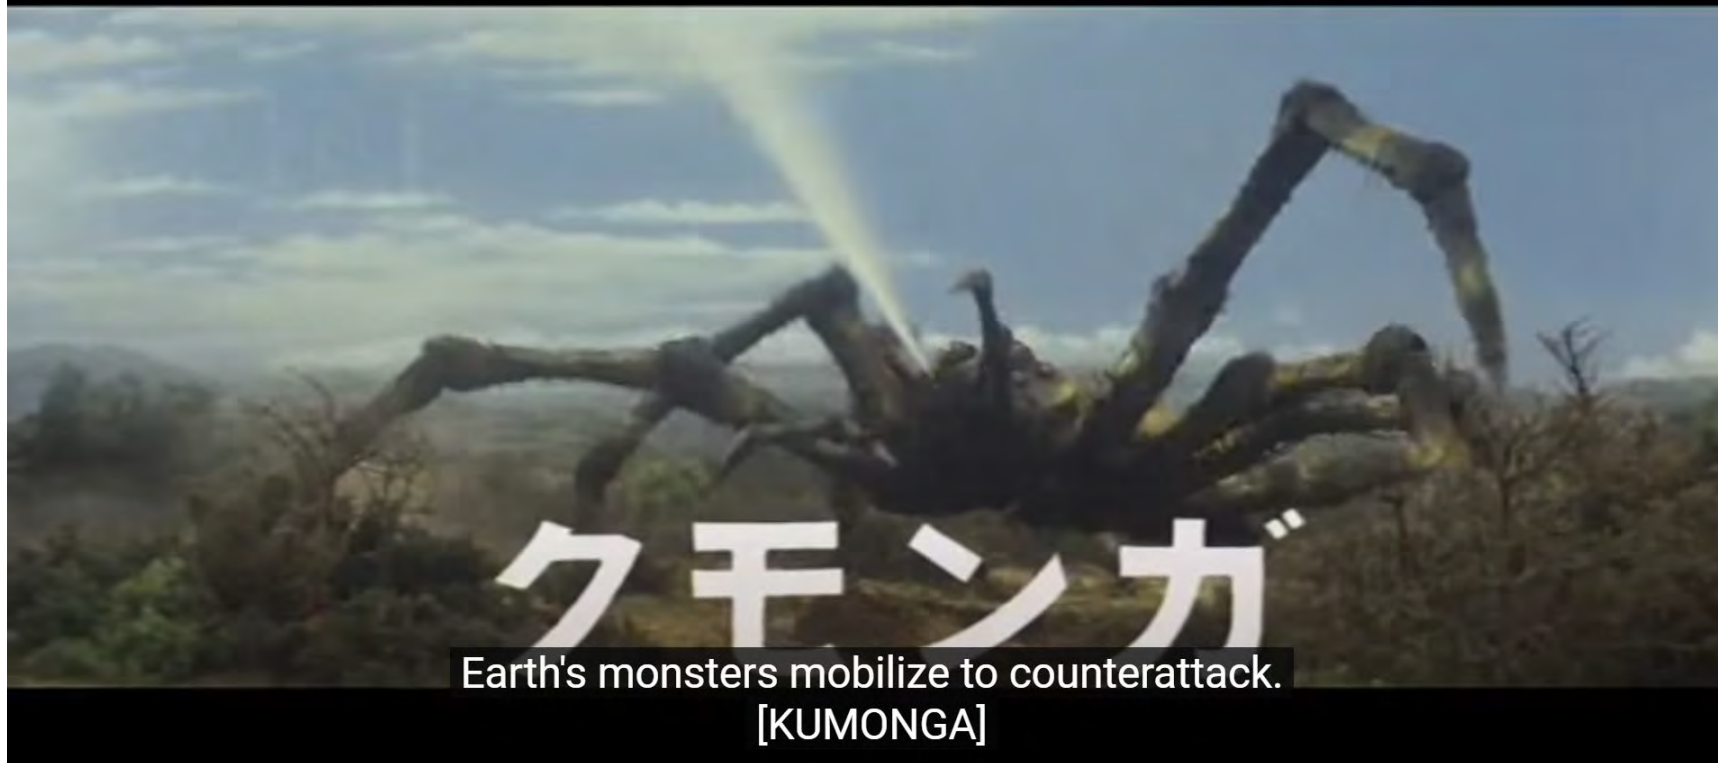 クモンガ
Earth's monsters mobilize to counterattack.
[KUMONGA]